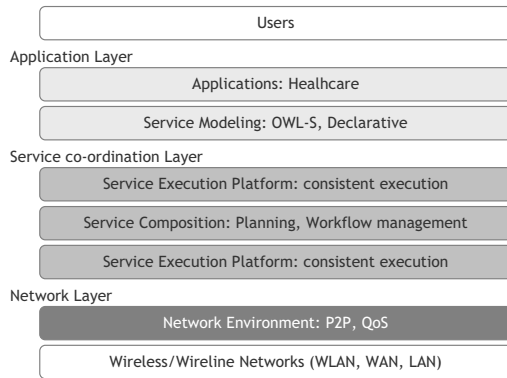 Users
Application Layer
Applications: Healhcare
Service Modeling: OWL-S, Declarative
Service co-ordination Layer
Service Execution Platform: consistent execution
Service Composition: Planning, Workflow management
Service Execution Platform: consistent execution
Network Layer
Network Environment: P2P, QoS
Wireless/Wireline Networks (WLAN, WAN, LAN)